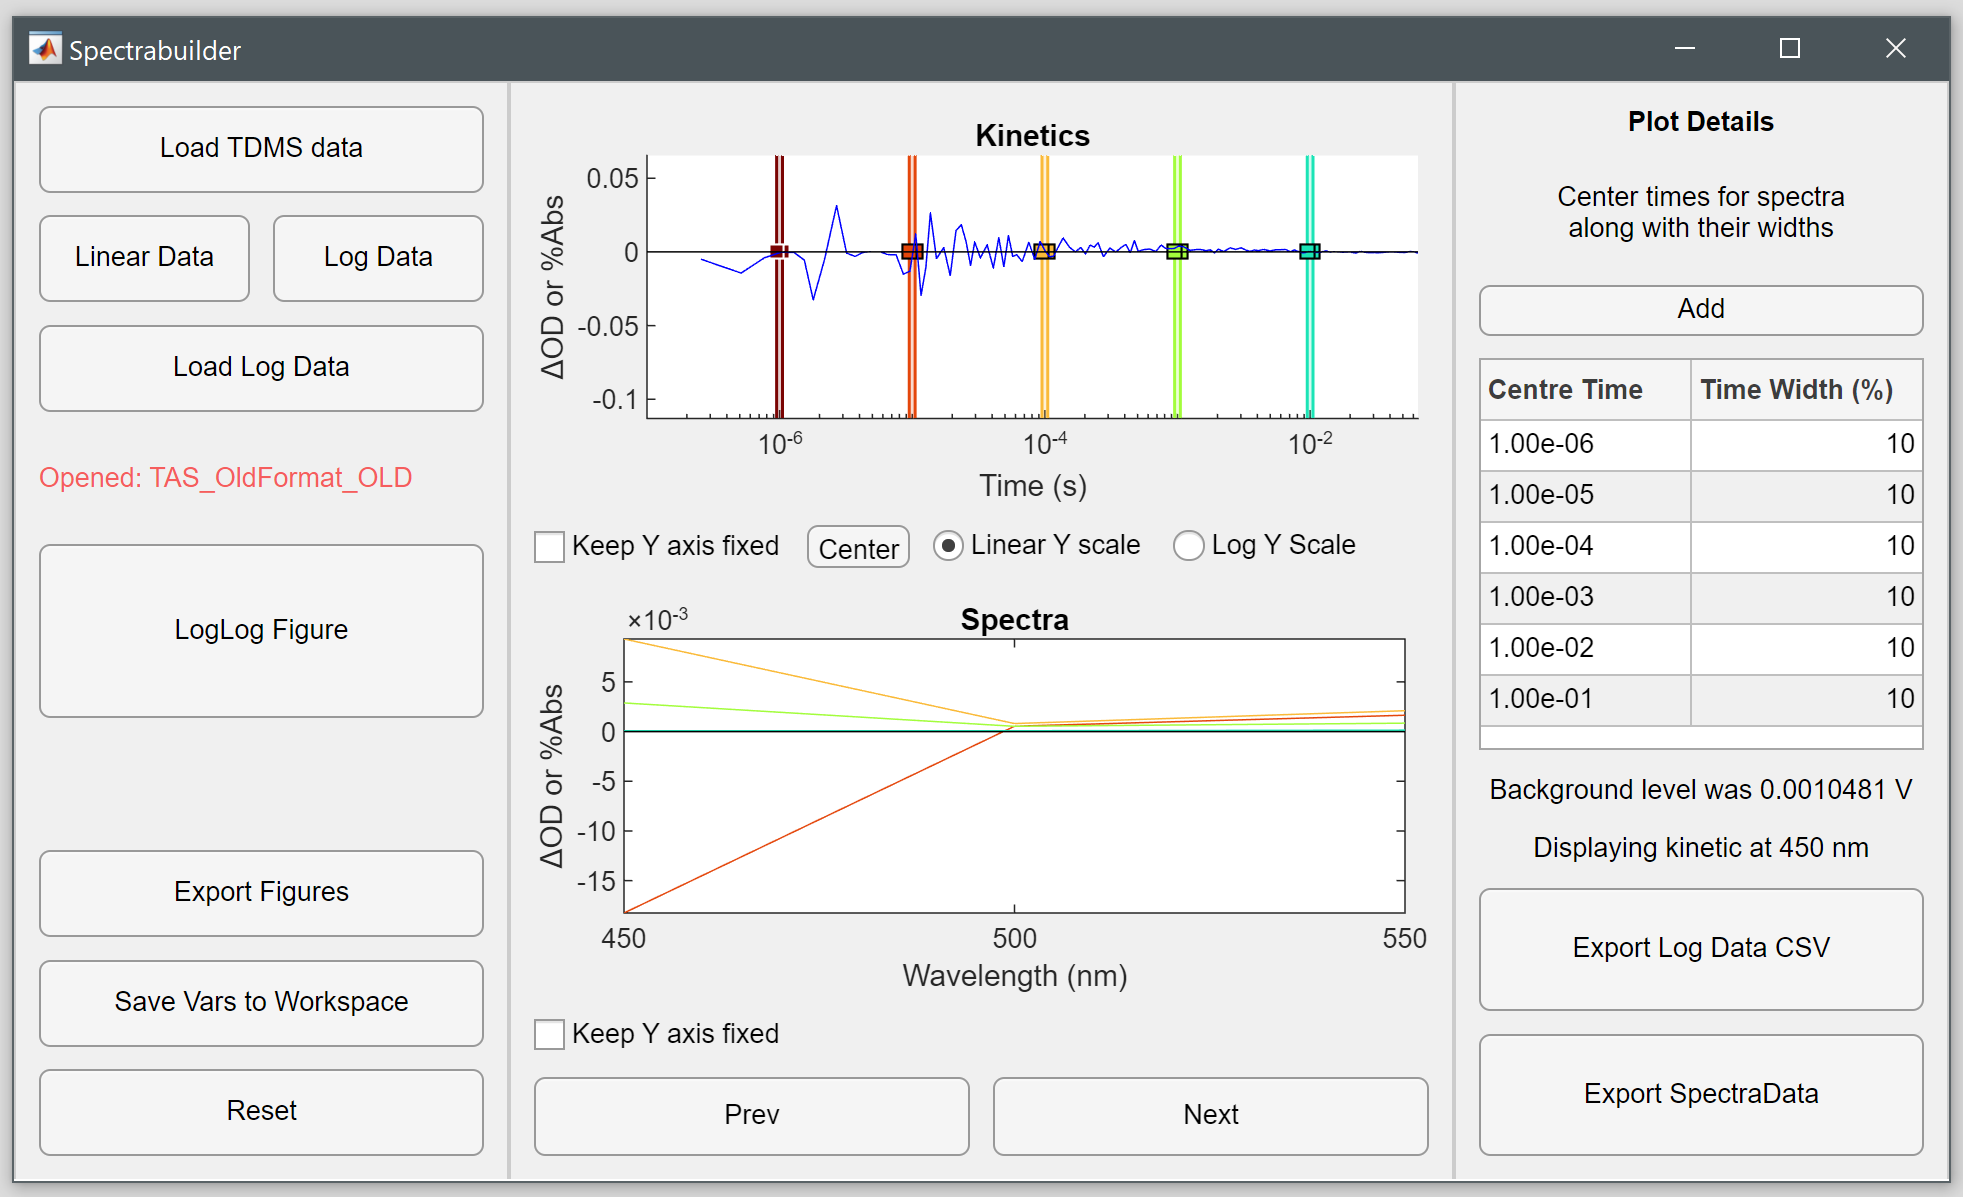 Spectrabuilder
Load TDMS data
Linear Data
Log Data
Load Log Data
Opened: TAS_OldFormat_OLD
LogLog Figure
Export Figures
Save Vars to Workspace
Reset
Kinetics
ΔOD or %Abs
0.05
0
-0.05
-0.1
10⁻⁶
10⁻⁴
10⁻²
Time (s)
Keep Y axis fixed
Center
Linear Y scale
Log Y Scale
×10⁻³
Spectra
ΔOD or %Abs
5
0
-5
-10
-15
450
500
550
Wavelength (nm)
Keep Y axis fixed
Prev
Next
Plot Details
Center times for spectra
along with their widths
Add
Centre Time Time Width (%)
1.00e-06 10
1.00e-05 10
1.00e-04 10
1.00e-03 10
1.00e-02 10
1.00e-01 10
Background level was 0.0010481 V
Displaying kinetic at 450 nm
Export Log Data CSV
Export SpectraData